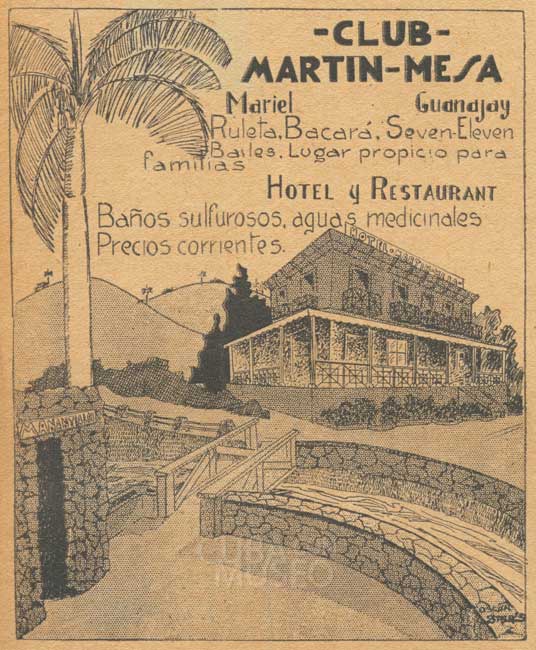 -CLUB-
MARTIN-MESA
Mariel Guanajay
Ruleta, Bacará, Seven-Eleven
Bailes, Lugar propicio para
familias
HOTEL y RESTAURANT
Baños sulfurosos, aguas medicinales
Precios corrientes.
HOTEL
CUBA
MUSEO